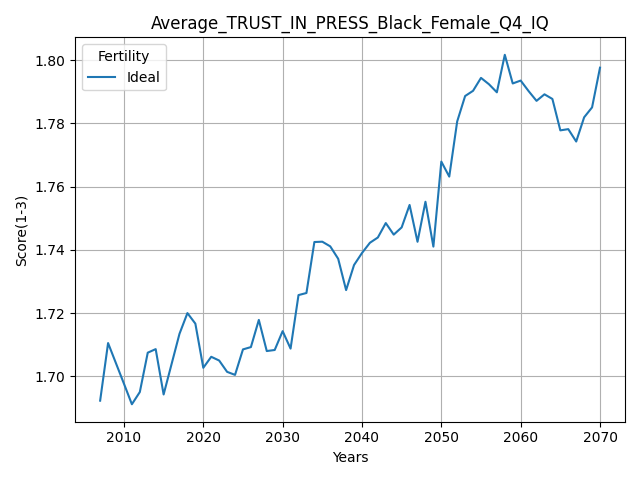 Average_TRUST_IN_PRESS_Black_Female_Q4_IQ
Fertility
Ideal
Score(1-3)
1.80
1.78
1.76
1.74
1.72
1.70
2010 2020 2030 2040 2050 2060 2070
Years